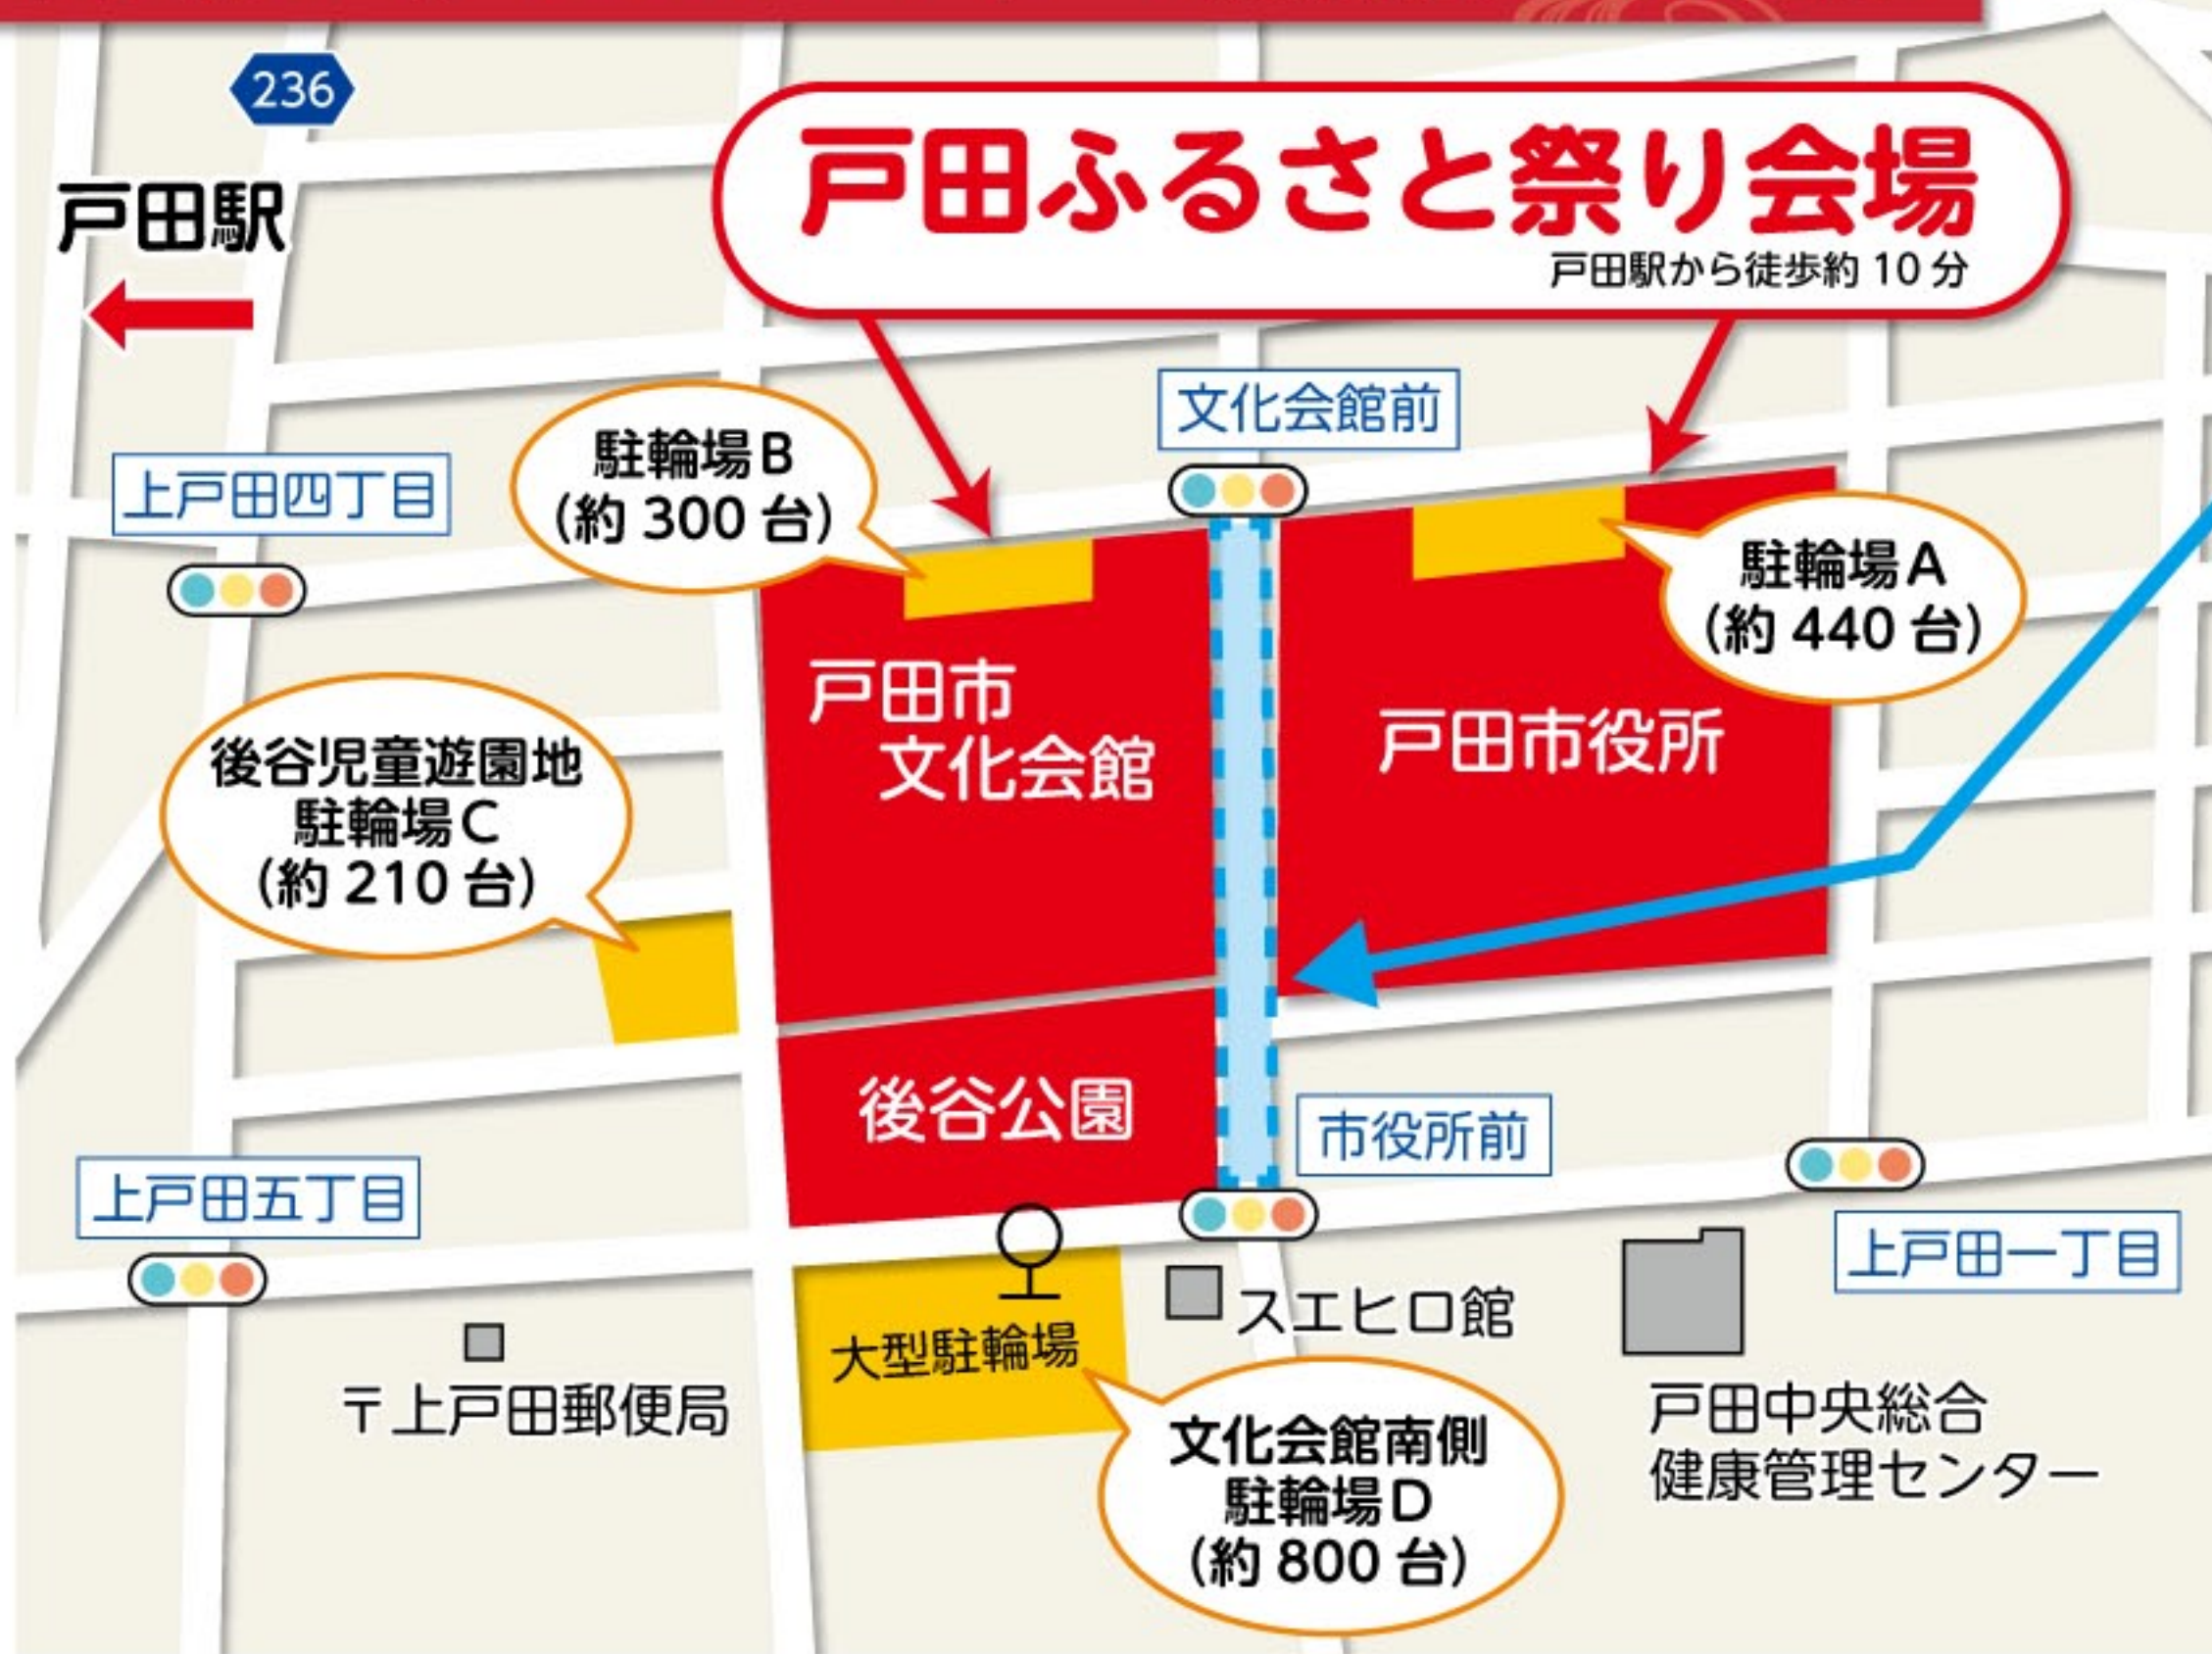 236
戸田駅
戸田ふるさと祭り会場
戸田駅から徒歩約10分
文化会館前
駐輪場B
(約300台)
上戸田四丁目
駐輪場A
(約440台)
戸田市
文化会館
戸田市役所
後谷児童遊園地
駐輪場C
(約210台)
後谷公園
市役所前
上戸田五丁目
上戸田一丁目
スエヒロ館
大型駐輪場
〒上戸田郵便局
戸田中央総合
健康管理センター
文化会館南側
駐輪場D
(約800台)